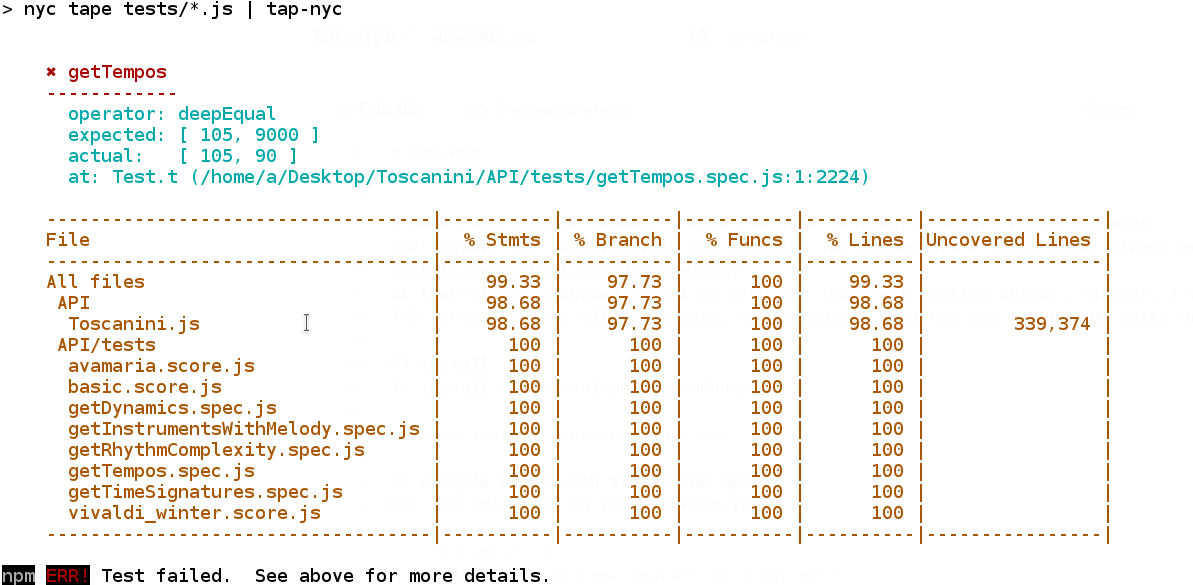 > nyc tape tests/*.js | tap-nyc
✖ getTempos
------------
operator: deepEqual
expected: [ 105, 9000 ]
actual:   [ 105, 90 ]
at: Test.t (/home/a/Desktop/Toscanini/API/tests/getTempos.spec.js:1:2224)
-----------------------------------|----------|----------|----------|----------|----------------|
File                               |  % Stmts | % Branch |  % Funcs |  % Lines |Uncovered Lines |
-----------------------------------|----------|----------|----------|----------|----------------|
All files                          |    99.33 |    97.73 |      100 |    99.33 |                |
 API                               |    98.68 |    97.73 |      100 |    98.68 |                |
  Toscanini.js                     |    98.68 |    97.73 |      100 |    98.68 |        339,374 |
 API/tests                         |      100 |      100 |      100 |      100 |                |
  avamaria.score.js                |      100 |      100 |      100 |      100 |                |
  basic.score.js                   |      100 |      100 |      100 |      100 |                |
  getDynamics.spec.js              |      100 |      100 |      100 |      100 |                |
  getInstrumentsWithMelody.spec.js |      100 |      100 |      100 |      100 |                |
  getRhythmComplexity.spec.js      |      100 |      100 |      100 |      100 |                |
  getTempos.spec.js                |      100 |      100 |      100 |      100 |                |
  getTimeSignatures.spec.js        |      100 |      100 |      100 |      100 |                |
  vivaldi_winter.score.js          |      100 |      100 |      100 |      100 |                |
-----------------------------------|----------|----------|----------|----------|----------------|
npm ERR! Test failed.  See above for more details.